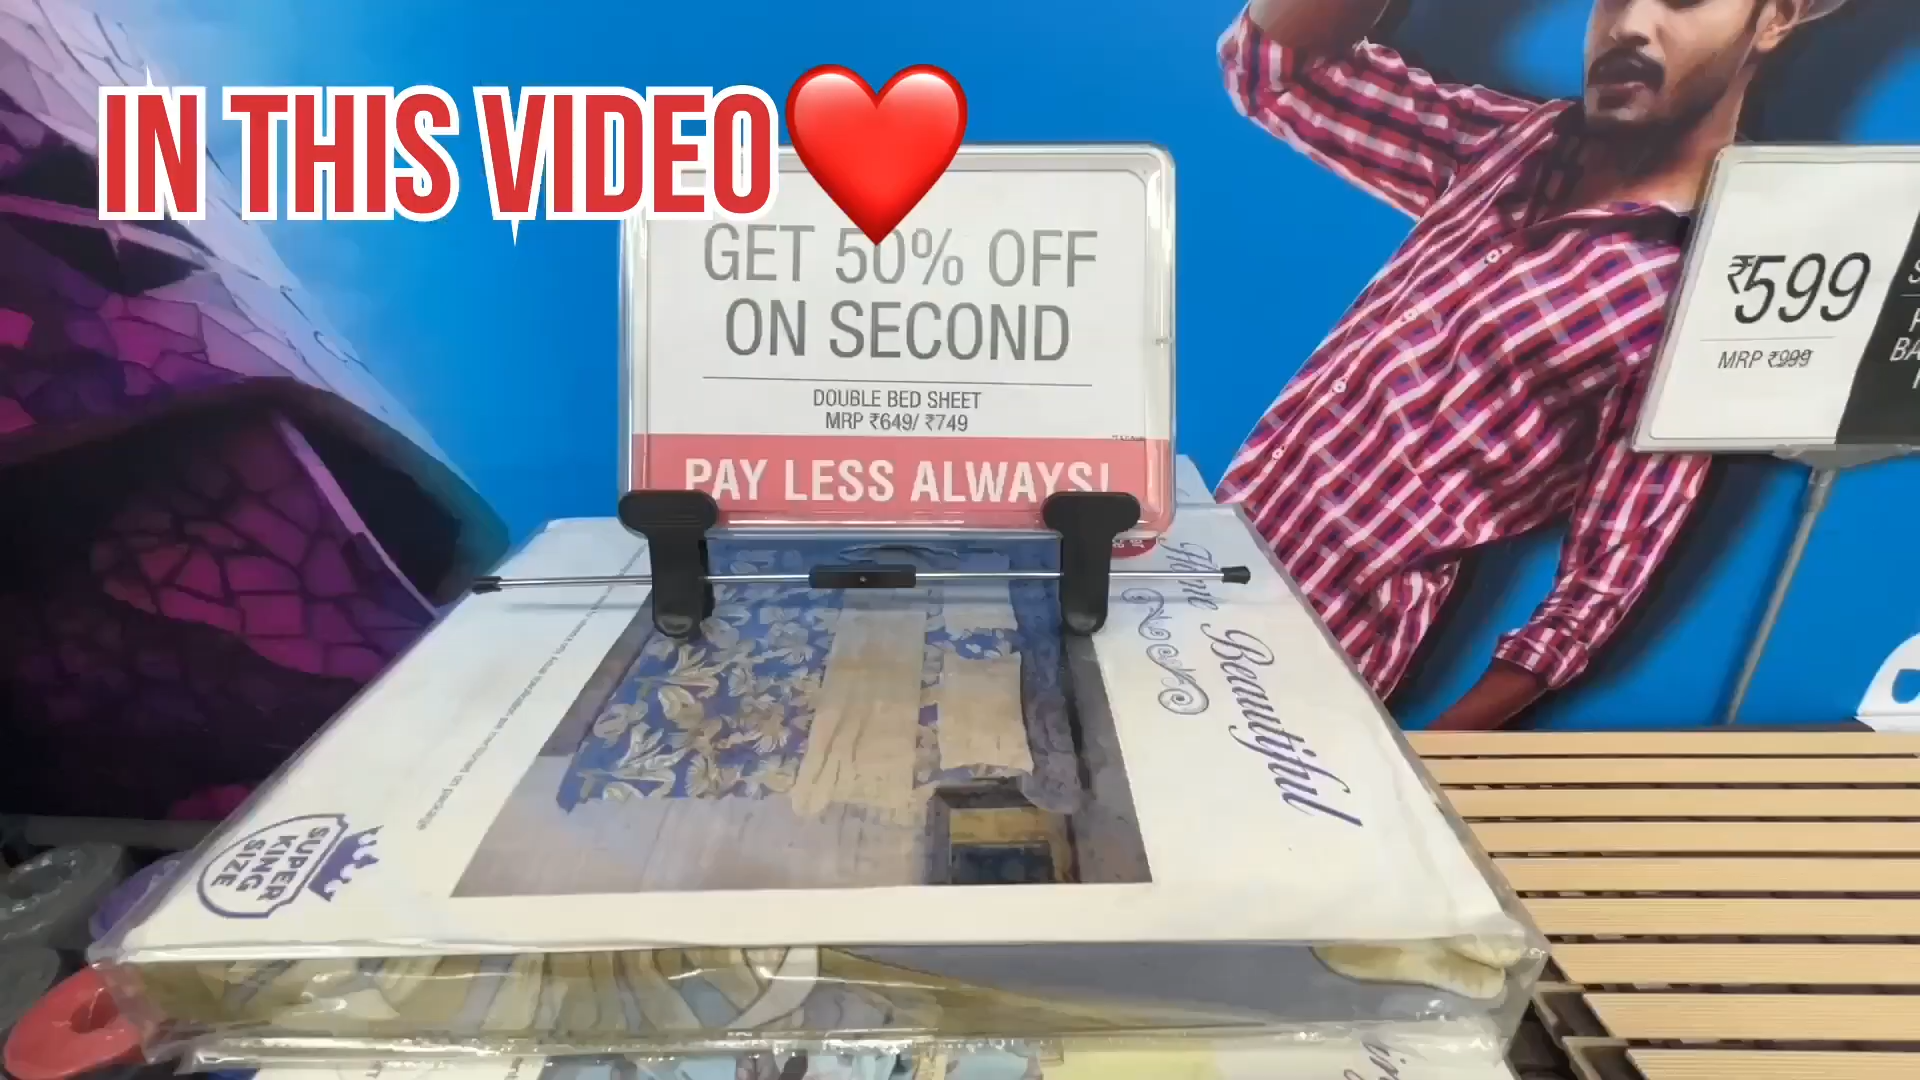 IN THIS VIDEO❤️
GET 50% OFF
ON SECOND
DOUBLE BED SHEET
MRP ₹649/ ₹749
PAY LESS ALWAYS!
₹599
MRP ₹999
Beautiful
SUPER
KING
SIZE